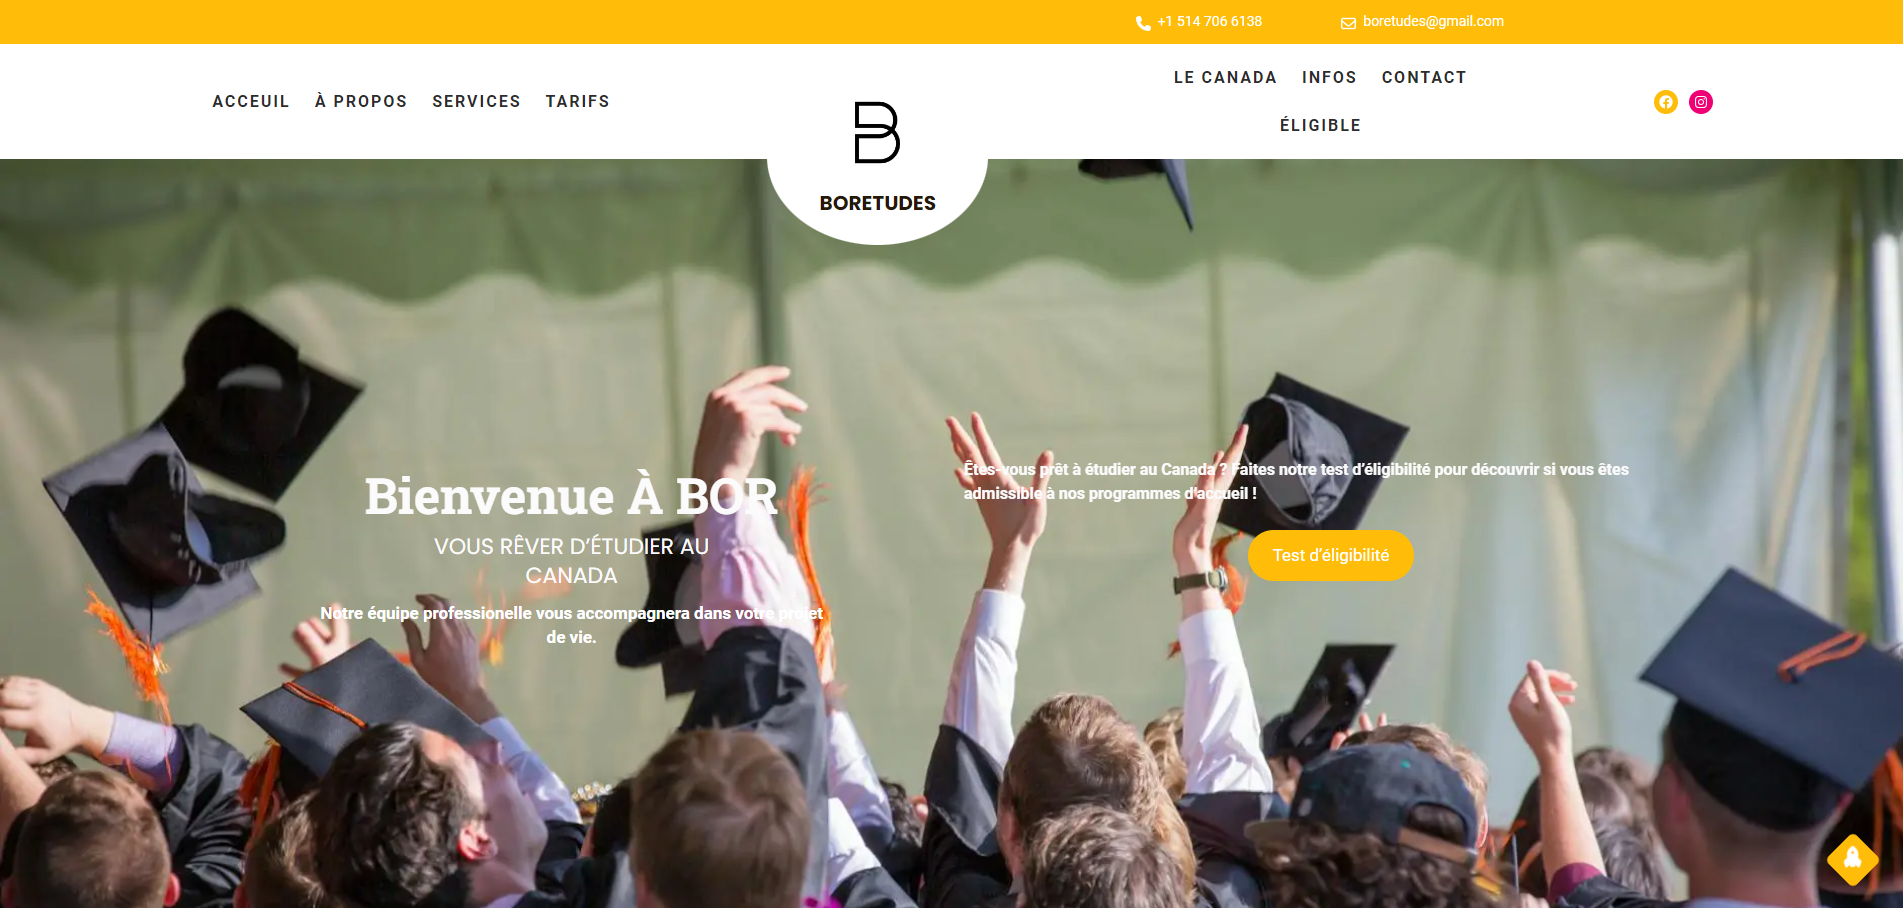 +1 514 706 6138
boretudes@gmail.com
ACCEUIL À PROPOS SERVICES TARIFS
LE CANADA INFOS CONTACT
ÉLIGIBLE
B
BORETUDES
Bienvenue À BOR
VOUS RÊVER D’ÉTUDIER AU
CANADA
Notre équipe professionelle vous accompagnera dans votre projet
de vie.
Êtes-vous prêt à étudier au Canada ? Faites notre test d’éligibilité pour découvrir si vous êtes
admissible à nos programmes d’accueil !
Test d’éligibilité